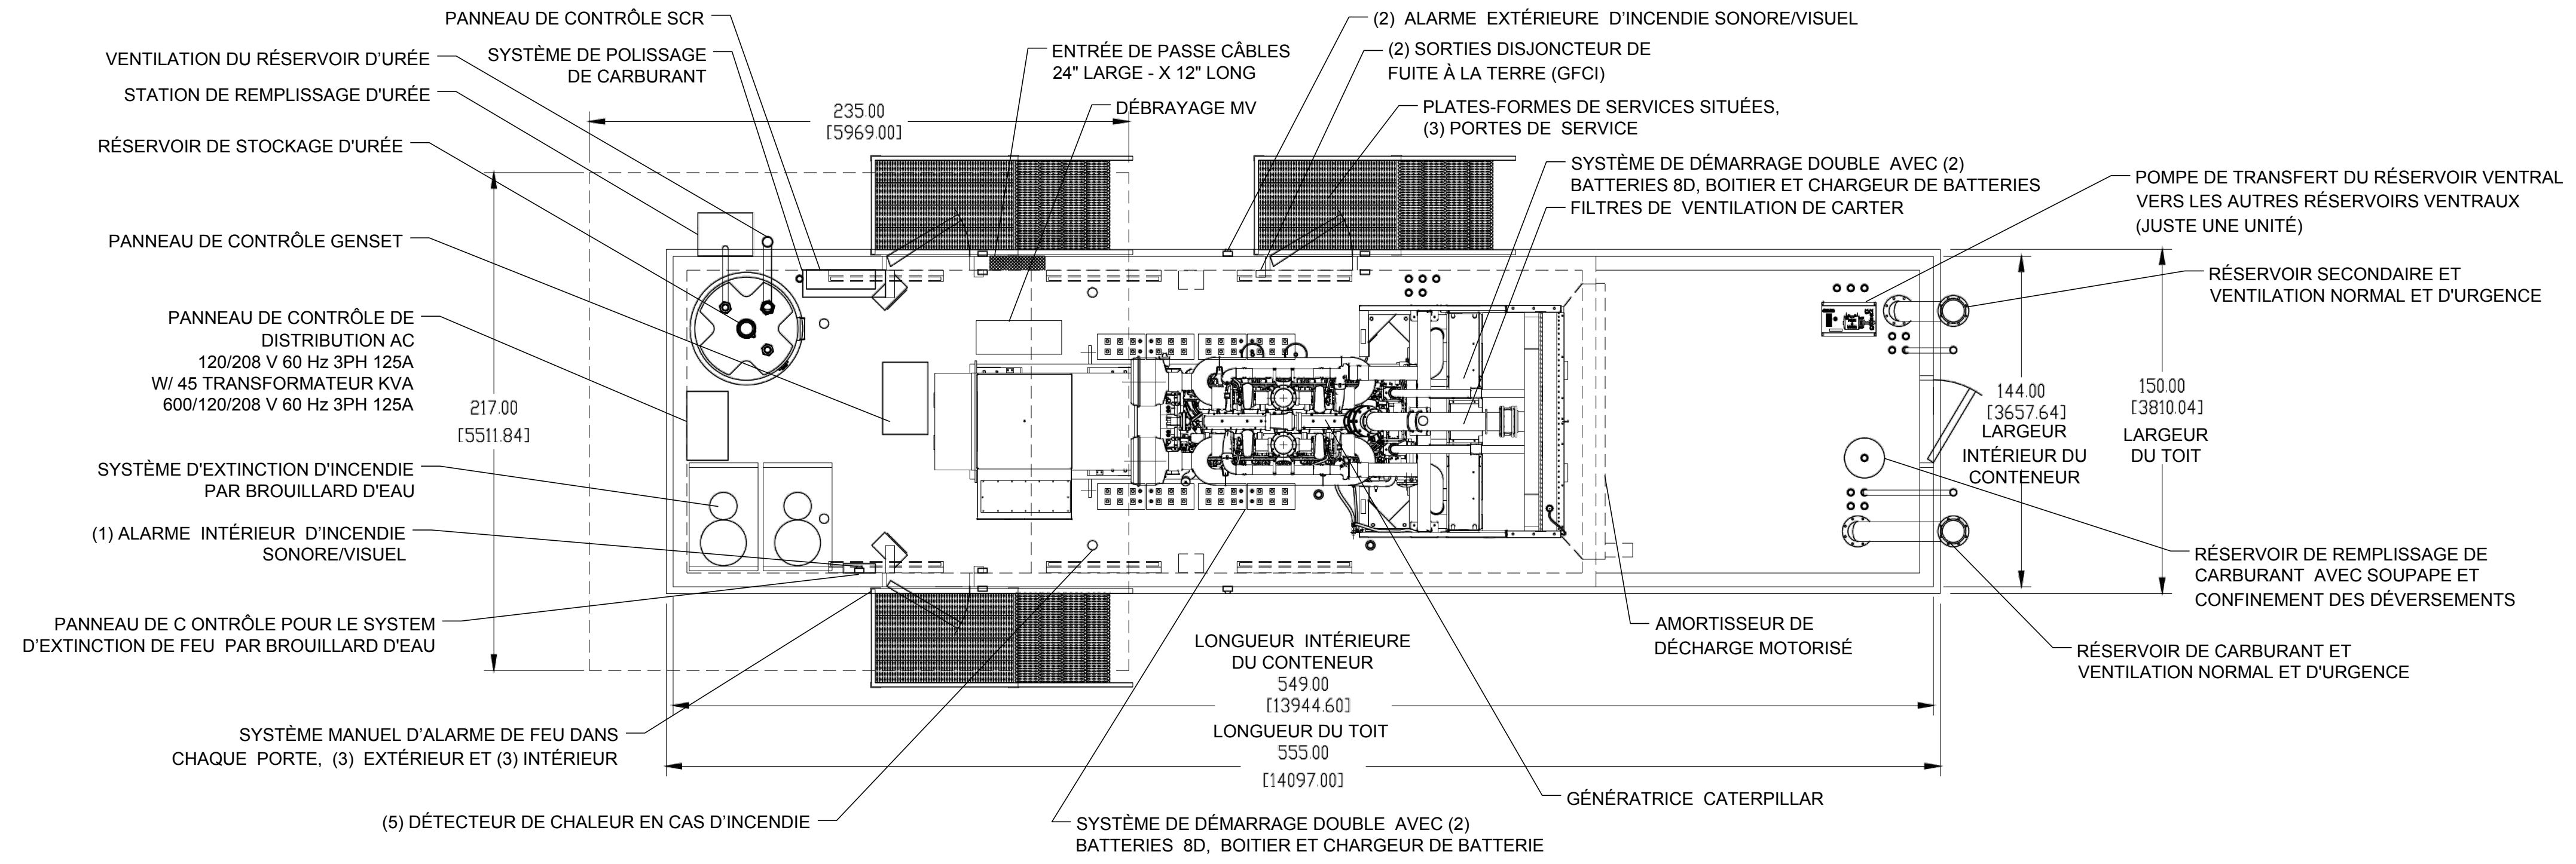 PANNEAU DE CONTRÔLE SCR
VENTILATION DU RÉSERVOIR D'URÉE
SYSTÈME DE POLISSAGE
DE CARBURANT
STATION DE REMPLISSAGE D'URÉE
RÉSERVOIR DE STOCKAGE D'URÉE
PANNEAU DE CONTRÔLE GENSET
PANNEAU DE CONTRÔLE DE
DISTRIBUTION AC
120/208 V 60 Hz 3PH 125A
W/ 45 TRANSFORMATEUR KVA
600/120/208 V 60 Hz 3PH 125A
SYSTÈME D'EXTINCTION D'INCENDIE
PAR BROUILLARD D'EAU
(1) ALARME INTÉRIEUR D'INCENDIE
SONORE/VISUEL
PANNEAU DE C ONTRÔLE POUR LE SYSTEM
D'EXTINCTION DE FEU PAR BROUILLARD D'EAU
SYSTÈME MANUEL D'ALARME DE FEU DANS
CHAQUE PORTE, (3) EXTÉRIEUR ET (3) INTÉRIEUR
(5) DÉTECTEUR DE CHALEUR EN CAS D'INCENDIE
235.00
[5969.00]
217.00
[5511.84]
ENTRÉE DE PASSE CÂBLES
24" LARGE - X 12" LONG
DÉBRAYAGE MV
(2) ALARME EXTÉRIEURE D'INCENDIE SONORE/VISUEL
(2) SORTIES DISJONCTEUR DE
FUITE À LA TERRE (GFCI)
PLATES-FORMES DE SERVICES SITUÉES,
(3) PORTES DE SERVICE
SYSTÈME DE DÉMARRAGE DOUBLE AVEC (2)
BATTERIES 8D, BOITIER ET CHARGEUR DE BATTERIES
FILTRES DE VENTILATION DE CARTER
POMPE DE TRANSFERT DU RÉSERVOIR VENTRAL
VERS LES AUTRES RÉSERVOIRS VENTRAUX
(JUSTE UNE UNITÉ)
RÉSERVOIR SECONDAIRE ET
VENTILATION NORMAL ET D'URGENCE
144.00
[3657.64]
LARGEUR
INTÉRIEUR DU
CONTENEUR
150.00
[3810.04]
LARGEUR
DU TOIT
RÉSERVOIR DE REMPLISSAGE DE
CARBURANT AVEC SOUPAPE ET
CONFINEMENT DES DÉVERSEMENTS
RÉSERVOIR DE CARBURANT ET
VENTILATION NORMAL ET D'URGENCE
AMORTISSEUR DE
DÉCHARGE MOTORISÉ
LONGUEUR INTÉRIEURE
DU CONTENEUR
549.00
[13944.60]
LONGUEUR DU TOIT
555.00
[14097.00]
GÉNÉRATRICE CATERPILLAR
SYSTÈME DE DÉMARRAGE DOUBLE AVEC (2)
BATTERIES 8D, BOITIER ET CHARGEUR DE BATTERIE